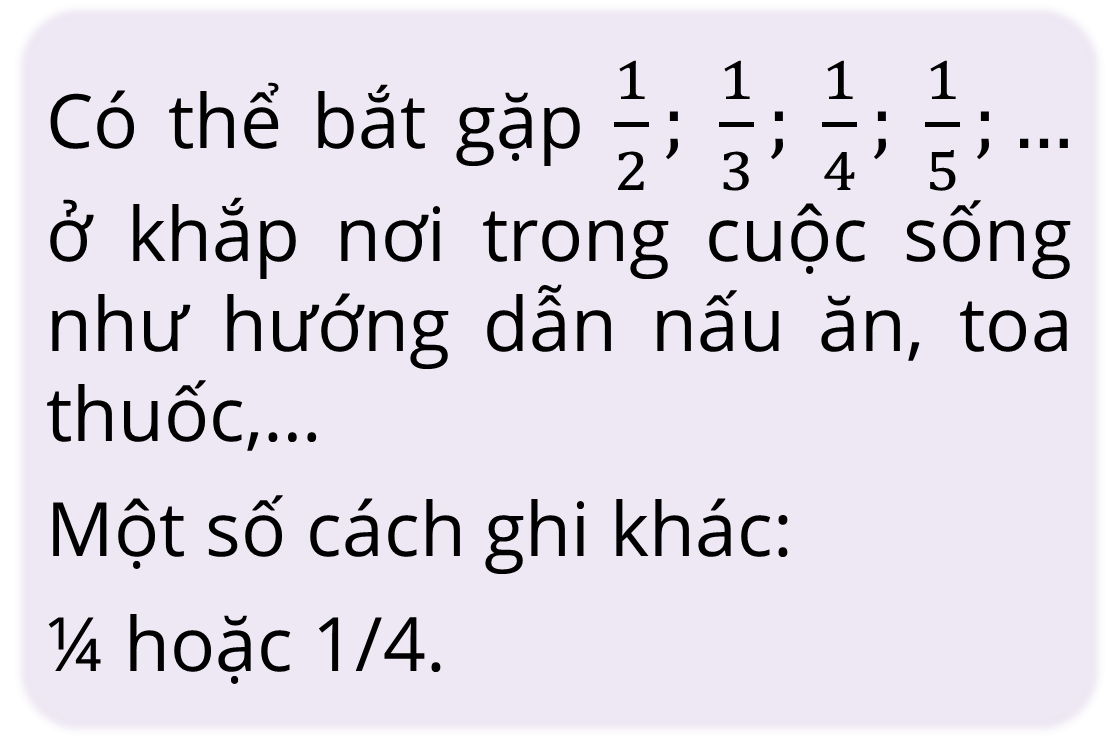 Có thể bắt gặp 1/2; 1/3; 1/4; 1/5; ...
ở khắp nơi trong cuộc sống
như hướng dẫn nấu ăn, toa
thuốc,...
Một số cách ghi khác:
¼ hoặc 1/4.